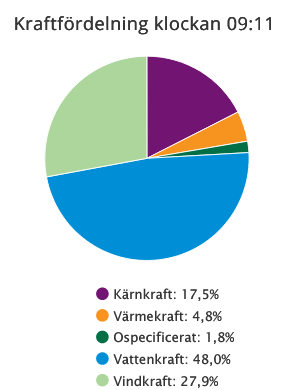 Kraftfördelning klockan 09:11
Kärnkraft: 17,5%
Värmekraft: 4,8%
Ospecificerat: 1,8%
Vattenkraft: 48,0%
Vindkraft: 27,9%